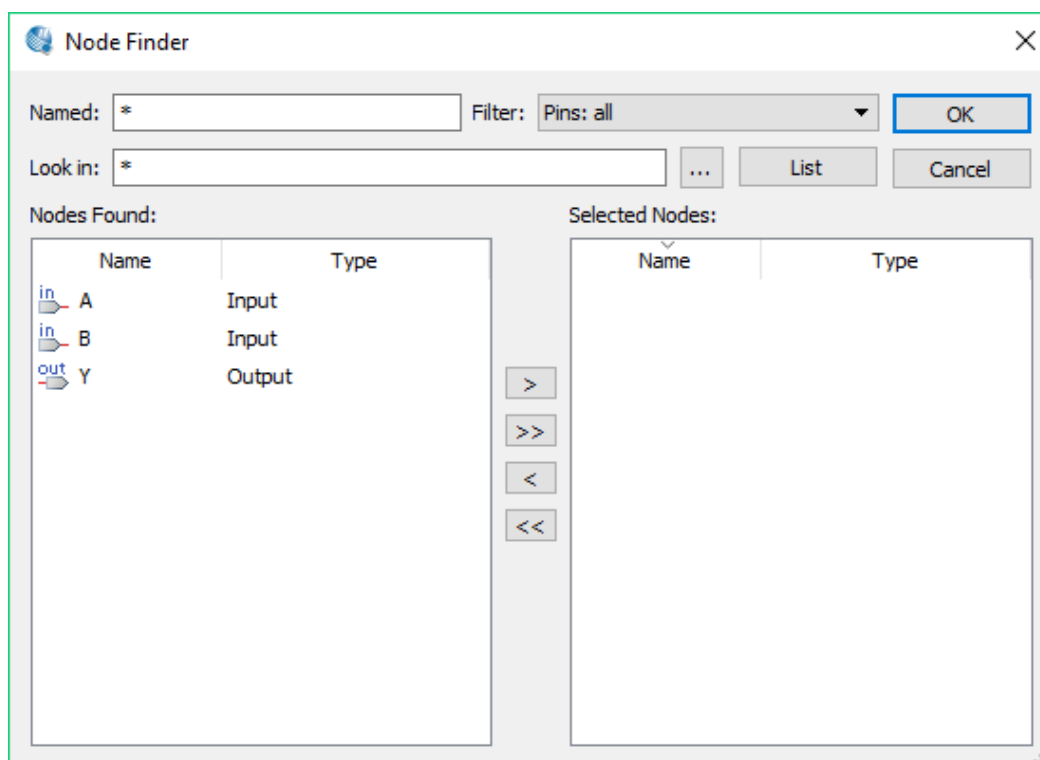 Node Finder
Named: * Filter: Pins: all OK
Look in: * ... List Cancel
Nodes Found: Selected Nodes:
Name Type Name Type
in A Input
in B Input
out Y Output
>
>>
<
<<